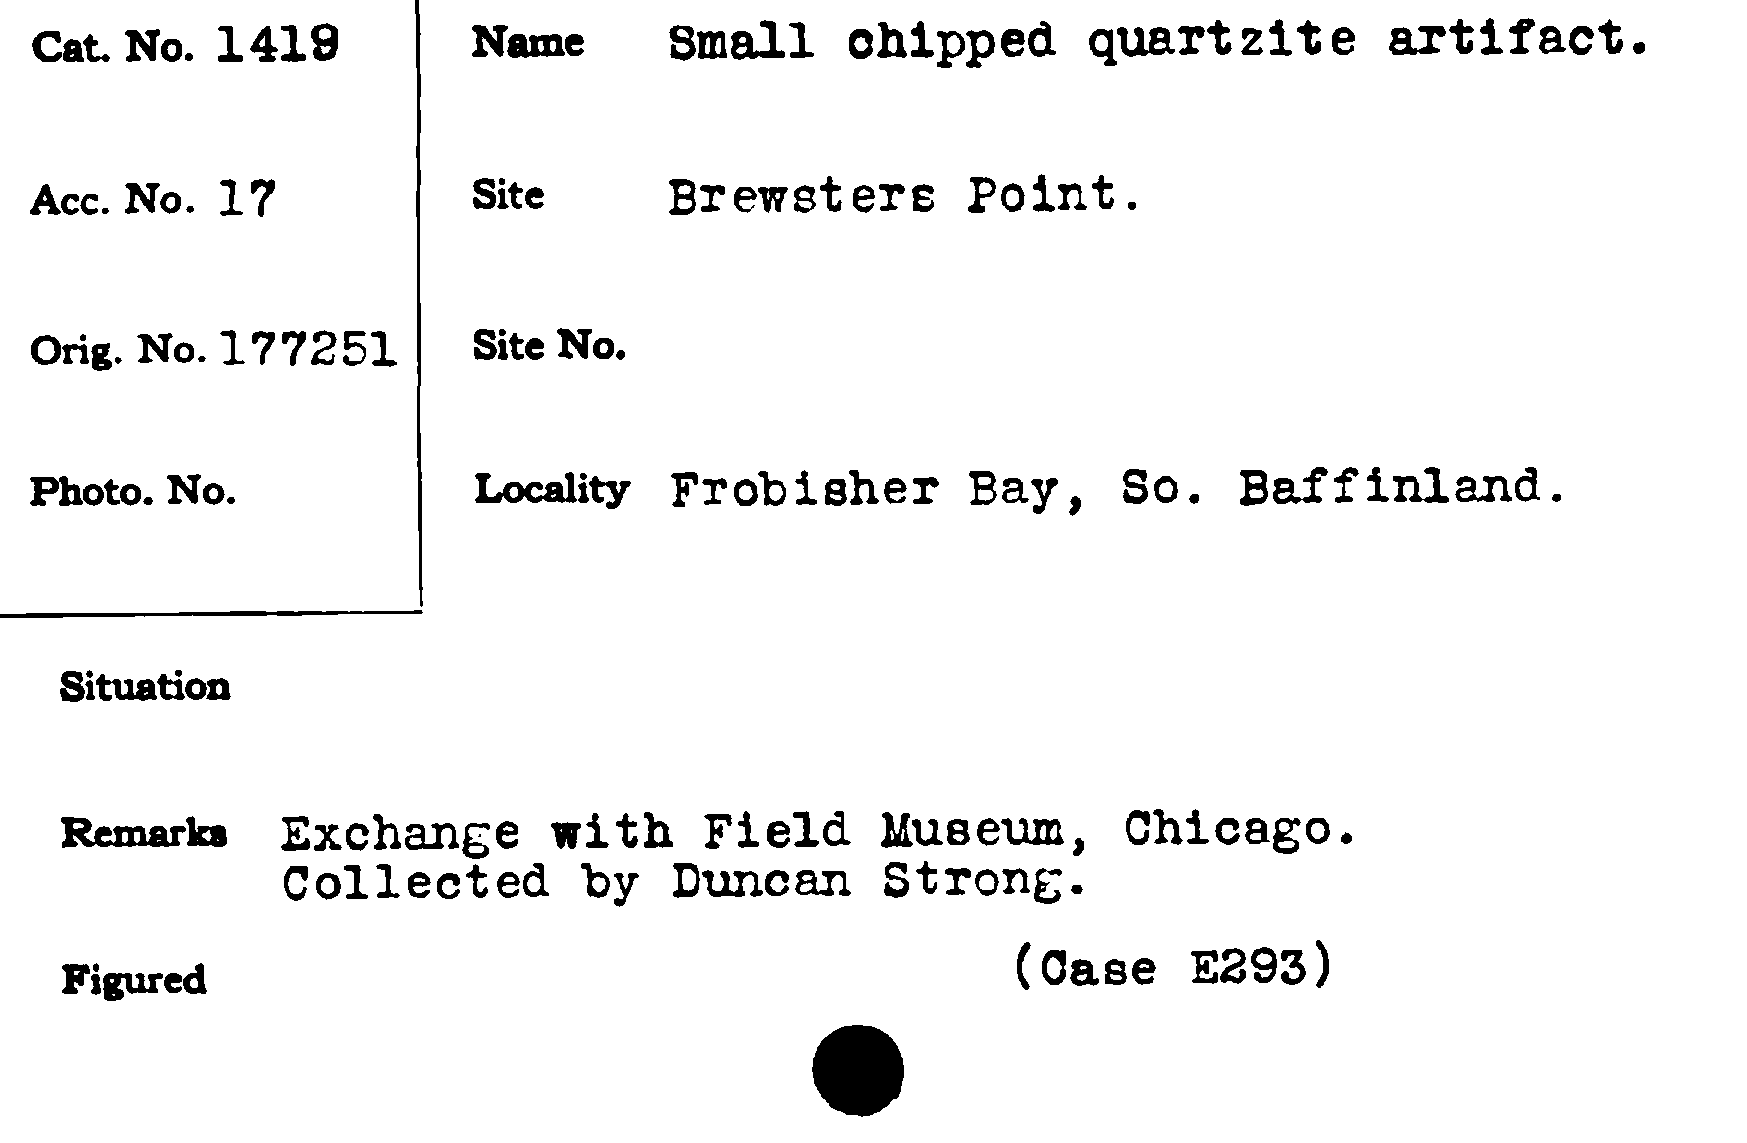 Cat. No. 1419
Name Small chipped quartzite artifact.
Acc. No. 17
Site Brewsters Point.
Orig. No. 177251
Site No.
Photo. No.
Locality Frobisher Bay, So. Baffinland.
Situation
Remarks Exchange with Field Museum, Chicago.
Collected by Duncan Strong.
Figured
(Case E293)